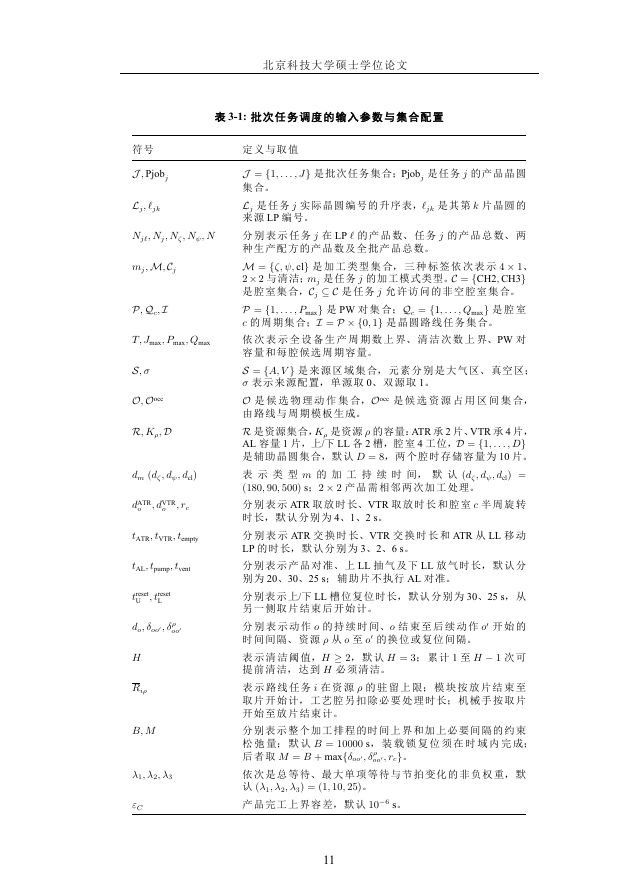 北京科技大学硕士学位论文
表 3-1: 批次任务调度的输入参数与集合配置
符号 定义与取值
𝒥, Pjob_j 𝒥 = {1, . . . , J} 是批次任务集合；Pjob_j 是任务 j 的产品晶圆
集合。
ℒ_j, ℓ_jk ℒ_j 是任务 j 实际晶圆编号的升序表，ℓ_jk 是其第 k 片晶圆的
来源 LP 编号。
N_jℓ, N_j, N_ζ, N_ψ, N 分别表示任务 j 在 LP ℓ 的产品数、任务 j 的产品总数、两
种生产配方的产品数及全批产品总数。
m_j, ℳ, 𝒞_j ℳ = {ζ, ψ, cl} 是加工类型集合，三种标签依次表示 4 × 1、
2 × 2 与清洁；m_j 是任务 j 的加工模式类型。𝒞 = {CH2, CH3}
是腔室集合，𝒞_j ⊆ 𝒞 是任务 j 允许访问的非空腔室集合。
𝒫, 𝒬_c, ℐ 𝒫 = {1, . . . , P_max} 是 PW 对集合；𝒬_c = {1, . . . , Q_max} 是腔室
c 的周期集合；ℐ = 𝒫 × {0, 1} 是晶圆路线任务集合。
T, J_max, P_max, Q_max 依次表示全设备生产周期数上界、清洁次数上界、PW 对
容量和每腔候选周期容量。
𝒮, σ 𝒮 = {A, V} 是来源区域集合，元素分别是大气区、真空区；
σ 表示来源配置，单源取 0、双源取 1。
𝒪, 𝒪^occ 𝒪 是候选物理动作集合，𝒪^occ 是候选资源占用区间集合，
由路线与周期模板生成。
ℛ, K_ρ, 𝒟 ℛ 是资源集合，K_ρ 是资源 ρ 的容量：ATR 承 2 片、VTR 承 4 片，
AL 容量 1 片，上/下 LL 各 2 槽，腔室 4 工位，𝒟 = {1, . . . , D}
是辅助晶圆集合，默认 D = 8，两个腔时存储容量为 10 片。
d_m (d_ζ, d_ψ, d_cl) 表示类型 m 的加工持续时间，默认 (d_ζ, d_ψ, d_cl) =
(180, 90, 500) s；2 × 2 产品需相邻两次加工处理。
d_o^ATR, d_o^VTR, r_c 分别表示 ATR 取放时长、VTR 取放时长和腔室 c 半周旋转
时长，默认分别为 4、1、2 s。
t_ATR, t_VTR, t_empty 分别表示 ATR 交换时长、VTR 交换时长和 ATR 从 LL 移动
LP 的时长，默认分别为 3、2、6 s。
t_AL, t_pump, t_vent 分别表示产品对准、上 LL 抽气及下 LL 放气时长，默认分
别为 20、30、25 s；辅助片不执行 AL 对准。
t_U^reset, t_L^reset 分别表示上/下 LL 槽位复位时长，默认分别为 30、25 s，从
另一侧取片结束后开始计。
d_o, δ_oo′, δ_oo′^ρ 分别表示动作 o 的持续时间、o 结束至后续动作 o′ 开始的
时间间隔、资源 ρ 从 o 至 o′ 的换位或复位间隔。
H 表示清洁阈值，H ≥ 2，默认 H = 3；累计 1 至 H − 1 次可
提前清洁，达到 H 必须清洁。
R̅_iρ 表示路线任务 i 在资源 ρ 的驻留上限；模块按放片结束至
取片开始计，工艺腔另扣除必要处理时长；机械手按取片
开始至放片结束计。
B, M 分别表示整个加工排程的时间上界和加上必要间隔的约束
松弛量；默认 B = 10000 s，装载锁复位须在时域内完成；
后者取 M = B + max{δ_oo′, δ_oo′^ρ, r_c}。
λ₁, λ₂, λ₃ 依次是总等待、最大单项等待与节拍变化的非负权重，默
认 (λ₁, λ₂, λ₃) = (1, 10, 25)。
ε_C 产品完工上界容差，默认 10⁻⁶ s。
11